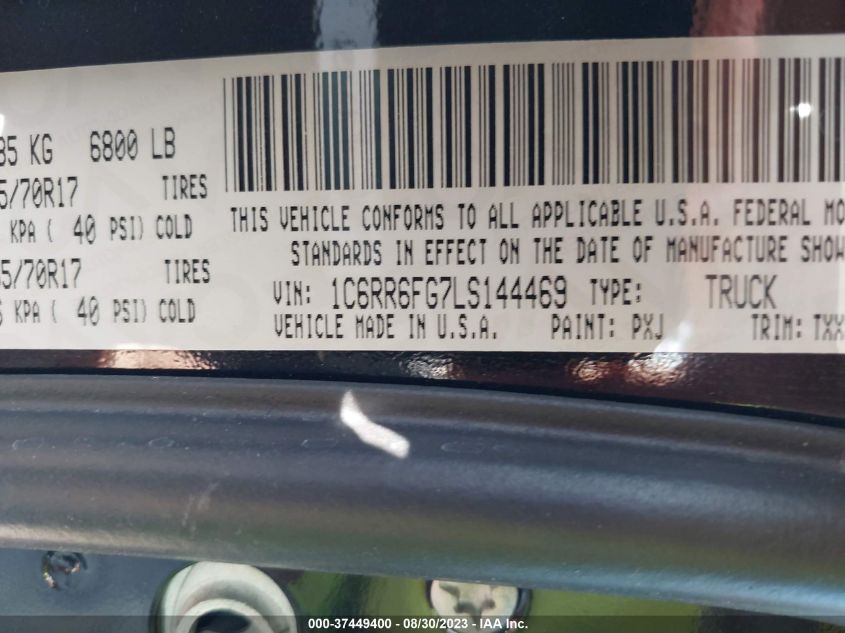 85 KG 6800 LB
5/70R17 TIRES
KPA ( 40 PSI) COLD
5/70R17 TIRES
KPA ( 40 PSI) COLD
THIS VEHICLE CONFORMS TO ALL APPLICABLE U.S.A. FEDERAL MO
STANDARDS IN EFFECT ON THE DATE OF MANUFACTURE SHOW
VIN: 1C6RR6FG7LS144469 TYPE: TRUCK
VEHICLE MADE IN U.S.A. PAINT: PXJ TRIM: TXX
000-37449400 - 08/30/2023 - IAA Inc.